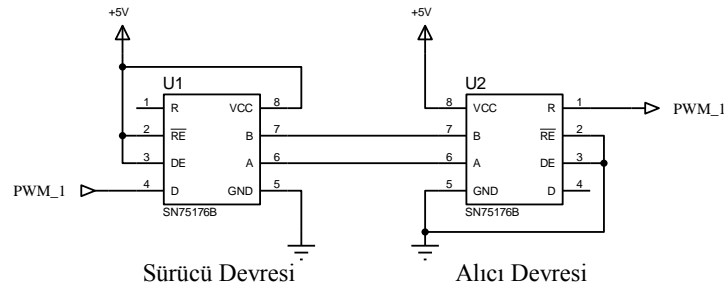 +5V
+5V
U1
U2
1 R VCC 8
8 VCC R 1
2 RE B 7
7 B RE 2
3 DE A 6
6 A DE 3
4 D GND 5
5 GND D 4
SN75176B
SN75176B
PWM_1
PWM_1
Sürücü Devresi
Alıcı Devresi